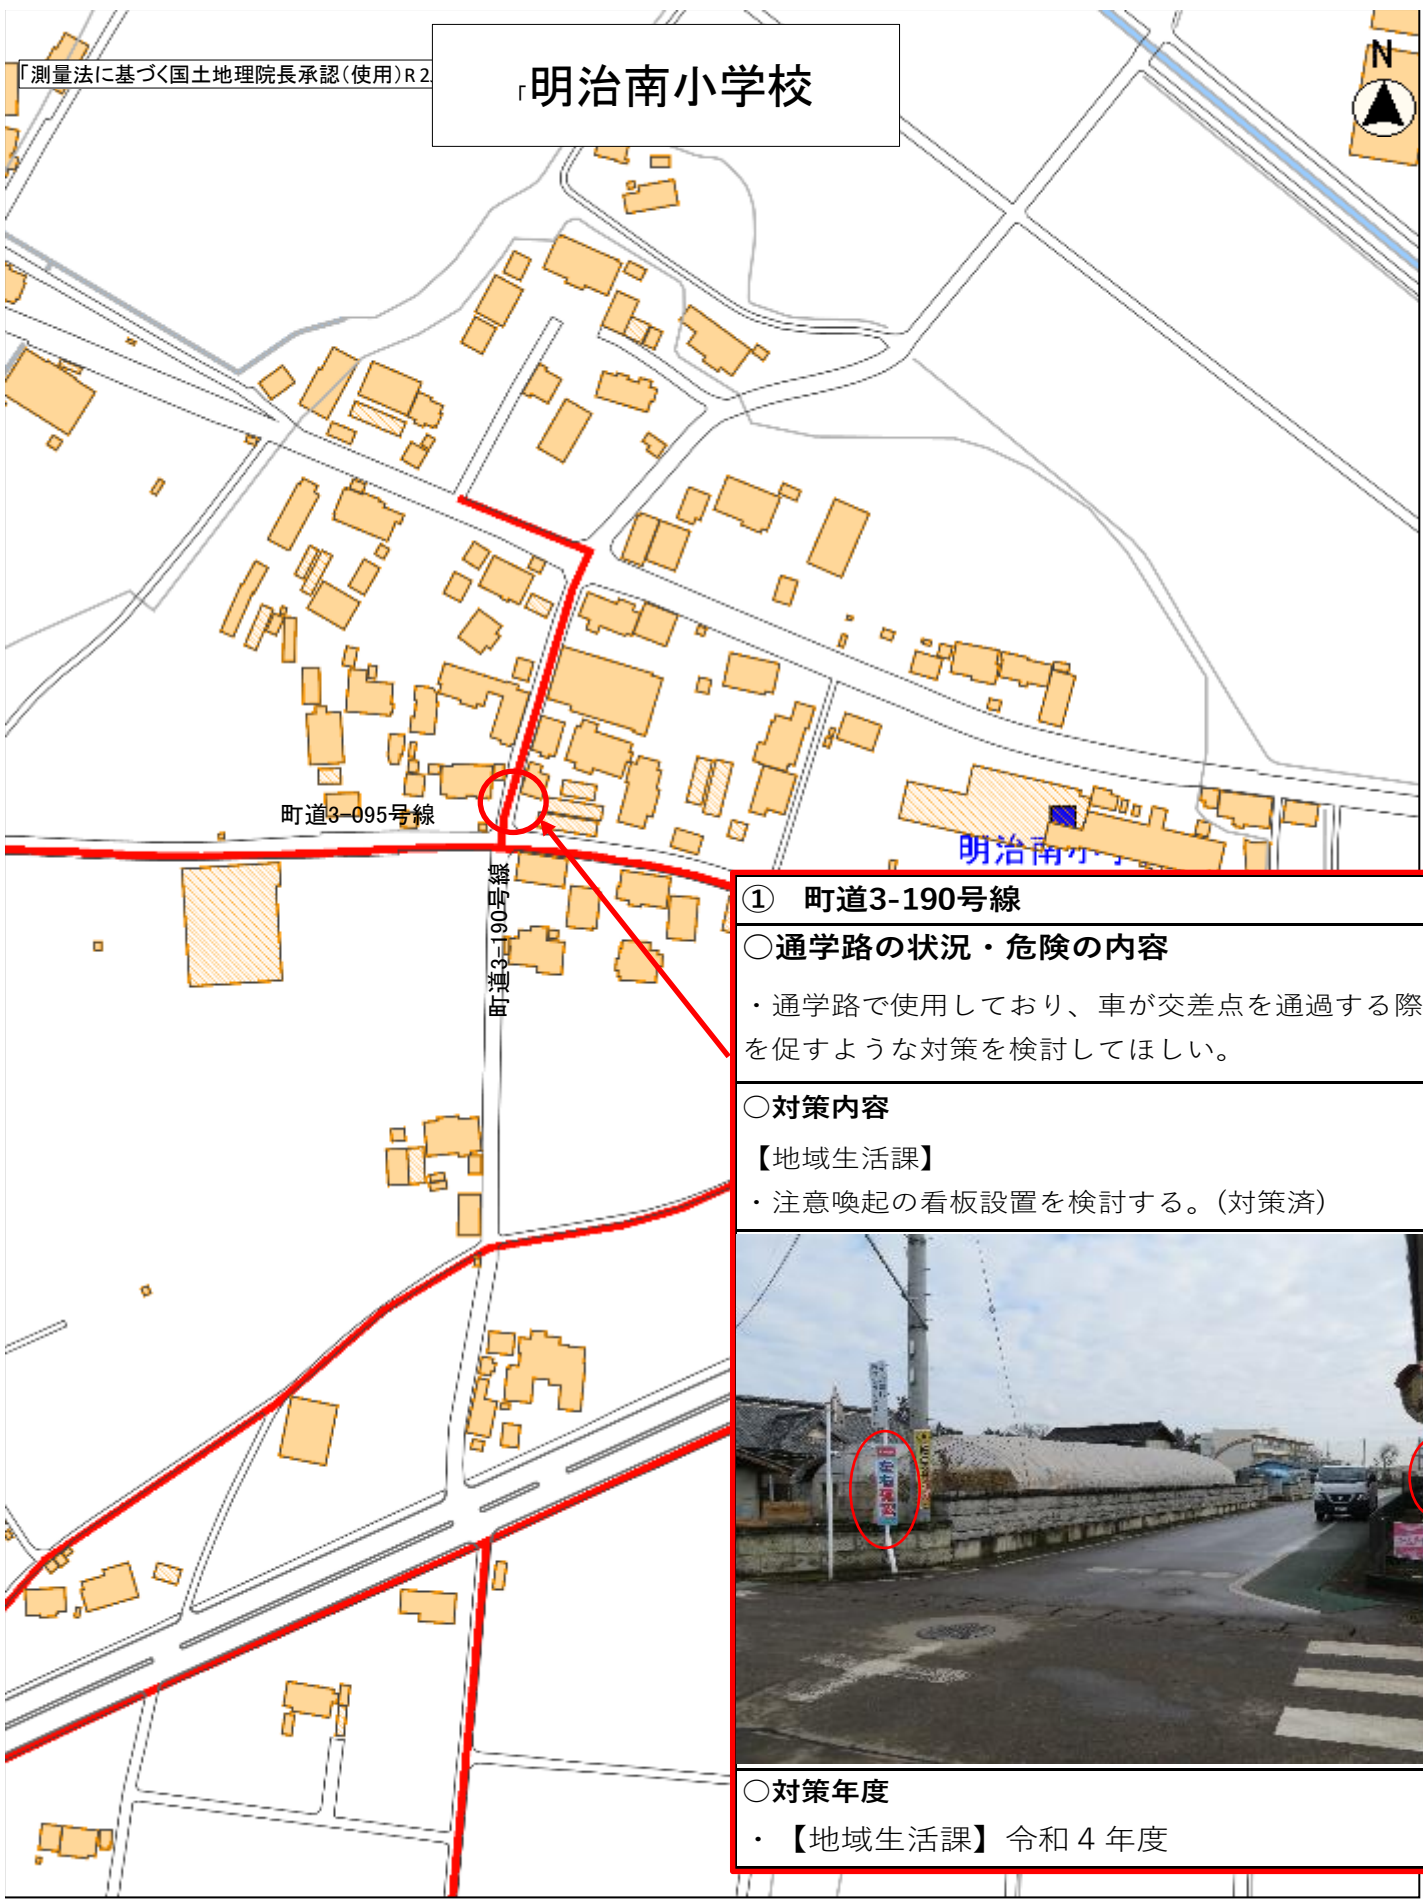 「測量法に基づく国土地理院長承認（使用）R 2
「明治南小学校
N
町道3-095号線
町道3-190号線
① 町道3-190号線
○通学路の状況・危険の内容
・通学路で使用しており、車が交差点を通過する際
を促すような対策を検討してほしい。
○対策内容
【地域生活課】
・注意喚起の看板設置を検討する。(対策済)
左右確認
○対策年度
・【地域生活課】令和４年度
明治南小